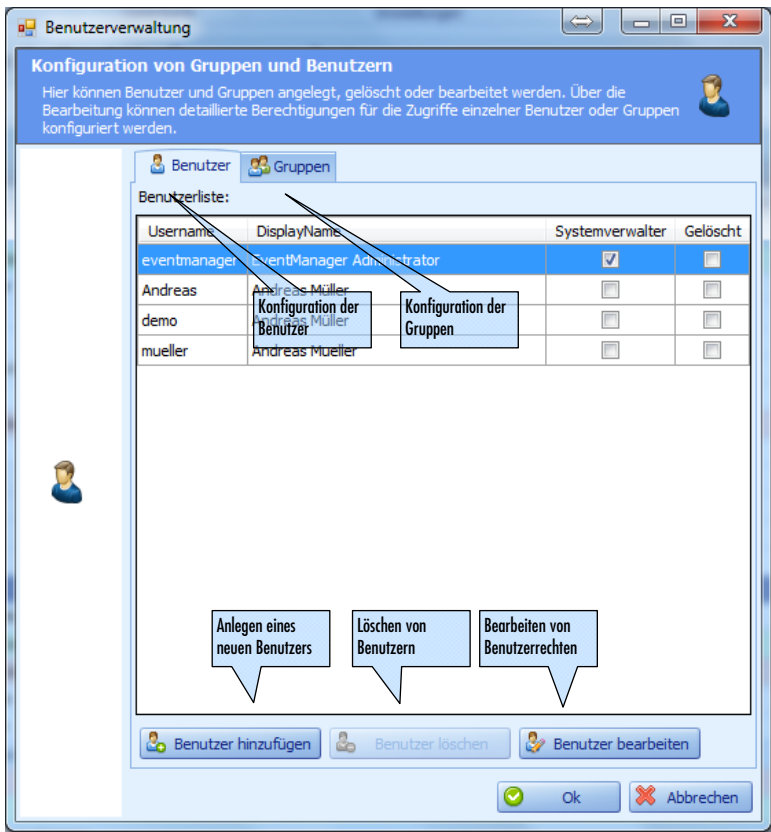 Benutzerverwaltung
Konfiguration von Gruppen und Benutzern
Hier können Benutzer und Gruppen angelegt, gelöscht oder bearbeitet werden. Über die
Bearbeitung können detaillierte Berechtigungen für die Zugriffe einzelner Benutzer oder Gruppen
konfiguriert werden.
Benutzer Gruppen
Benutzerliste:
Username DisplayName Systemverwalter Gelöscht
eventmanager EventManager Administrator
Andreas Andreas Müller
demo Andreas Müller
mueller Andreas Mueller
Konfiguration der
Benutzer
Konfiguration der
Gruppen
Anlegen eines
neuen Benutzers
Löschen von
Benutzern
Bearbeiten von
Benutzerrechten
Benutzer hinzufügen Benutzer löschen Benutzer bearbeiten
Ok Abbrechen